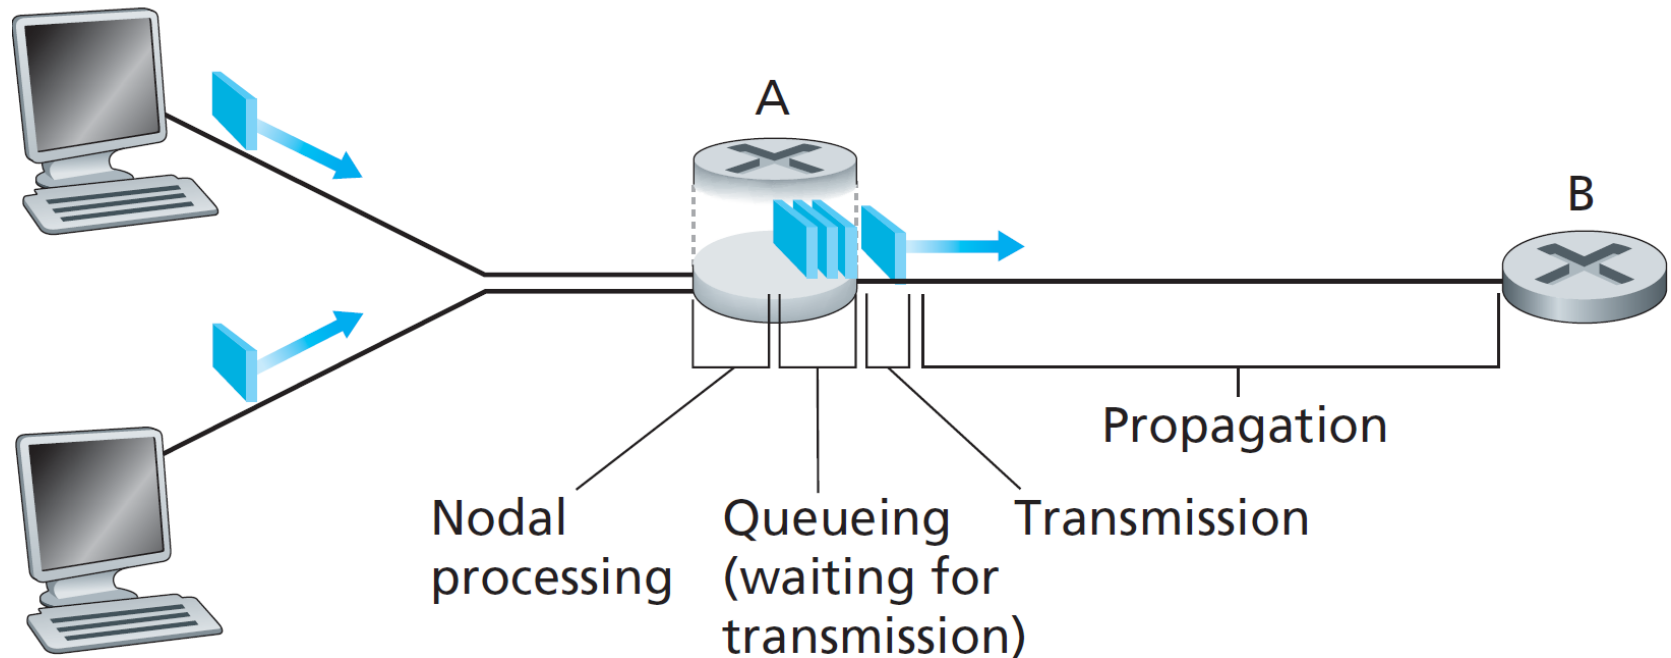 A
B
Propagation
Nodal
processing
Queueing
(waiting for
transmission)
Transmission